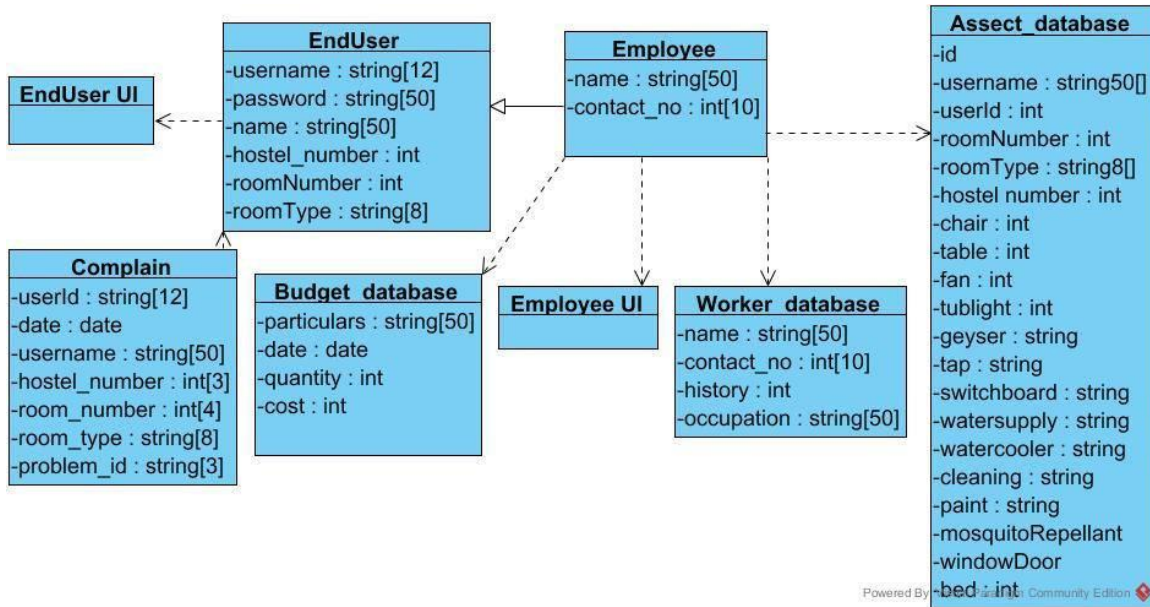 EndUser UI
EndUser
-username : string[12]
-password : string[50]
-name : string[50]
-hostel_number : int
-roomNumber : int
-roomType : string[8]
Employee
-name : string[50]
-contact_no : int[10]
Assect_database
-id
-username : string50[]
-userId : int
-roomNumber : int
-roomType : string8[]
-hostel number : int
-chair : int
-table : int
-fan : int
-tublight : int
-geyser : string
-tap : string
-switchboard : string
-watersupply : string
-watercooler : string
-cleaning : string
-paint : string
-mosquitoRepellant
-windowDoor
-bed : int
Complain
-userId : string[12]
-date : date
-username : string[50]
-hostel_number : int[3]
-room_number : int[4]
-room_type : string[8]
-problem_id : string[3]
Budget_database
-particulars : string[50]
-date : date
-quantity : int
-cost : int
Employee UI
Worker_database
-name : string[50]
-contact_no : int[10]
-history : int
-occupation : string[50]
Powered By Paradigm Community Edition